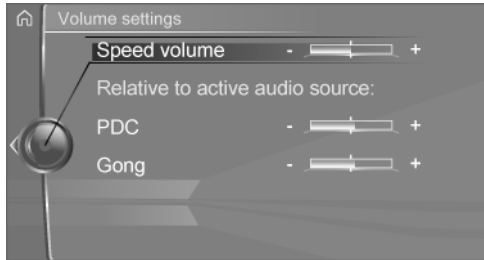 Volume settings
Speed volume - +
Relative to active audio source:
PDC - +
Gong - +